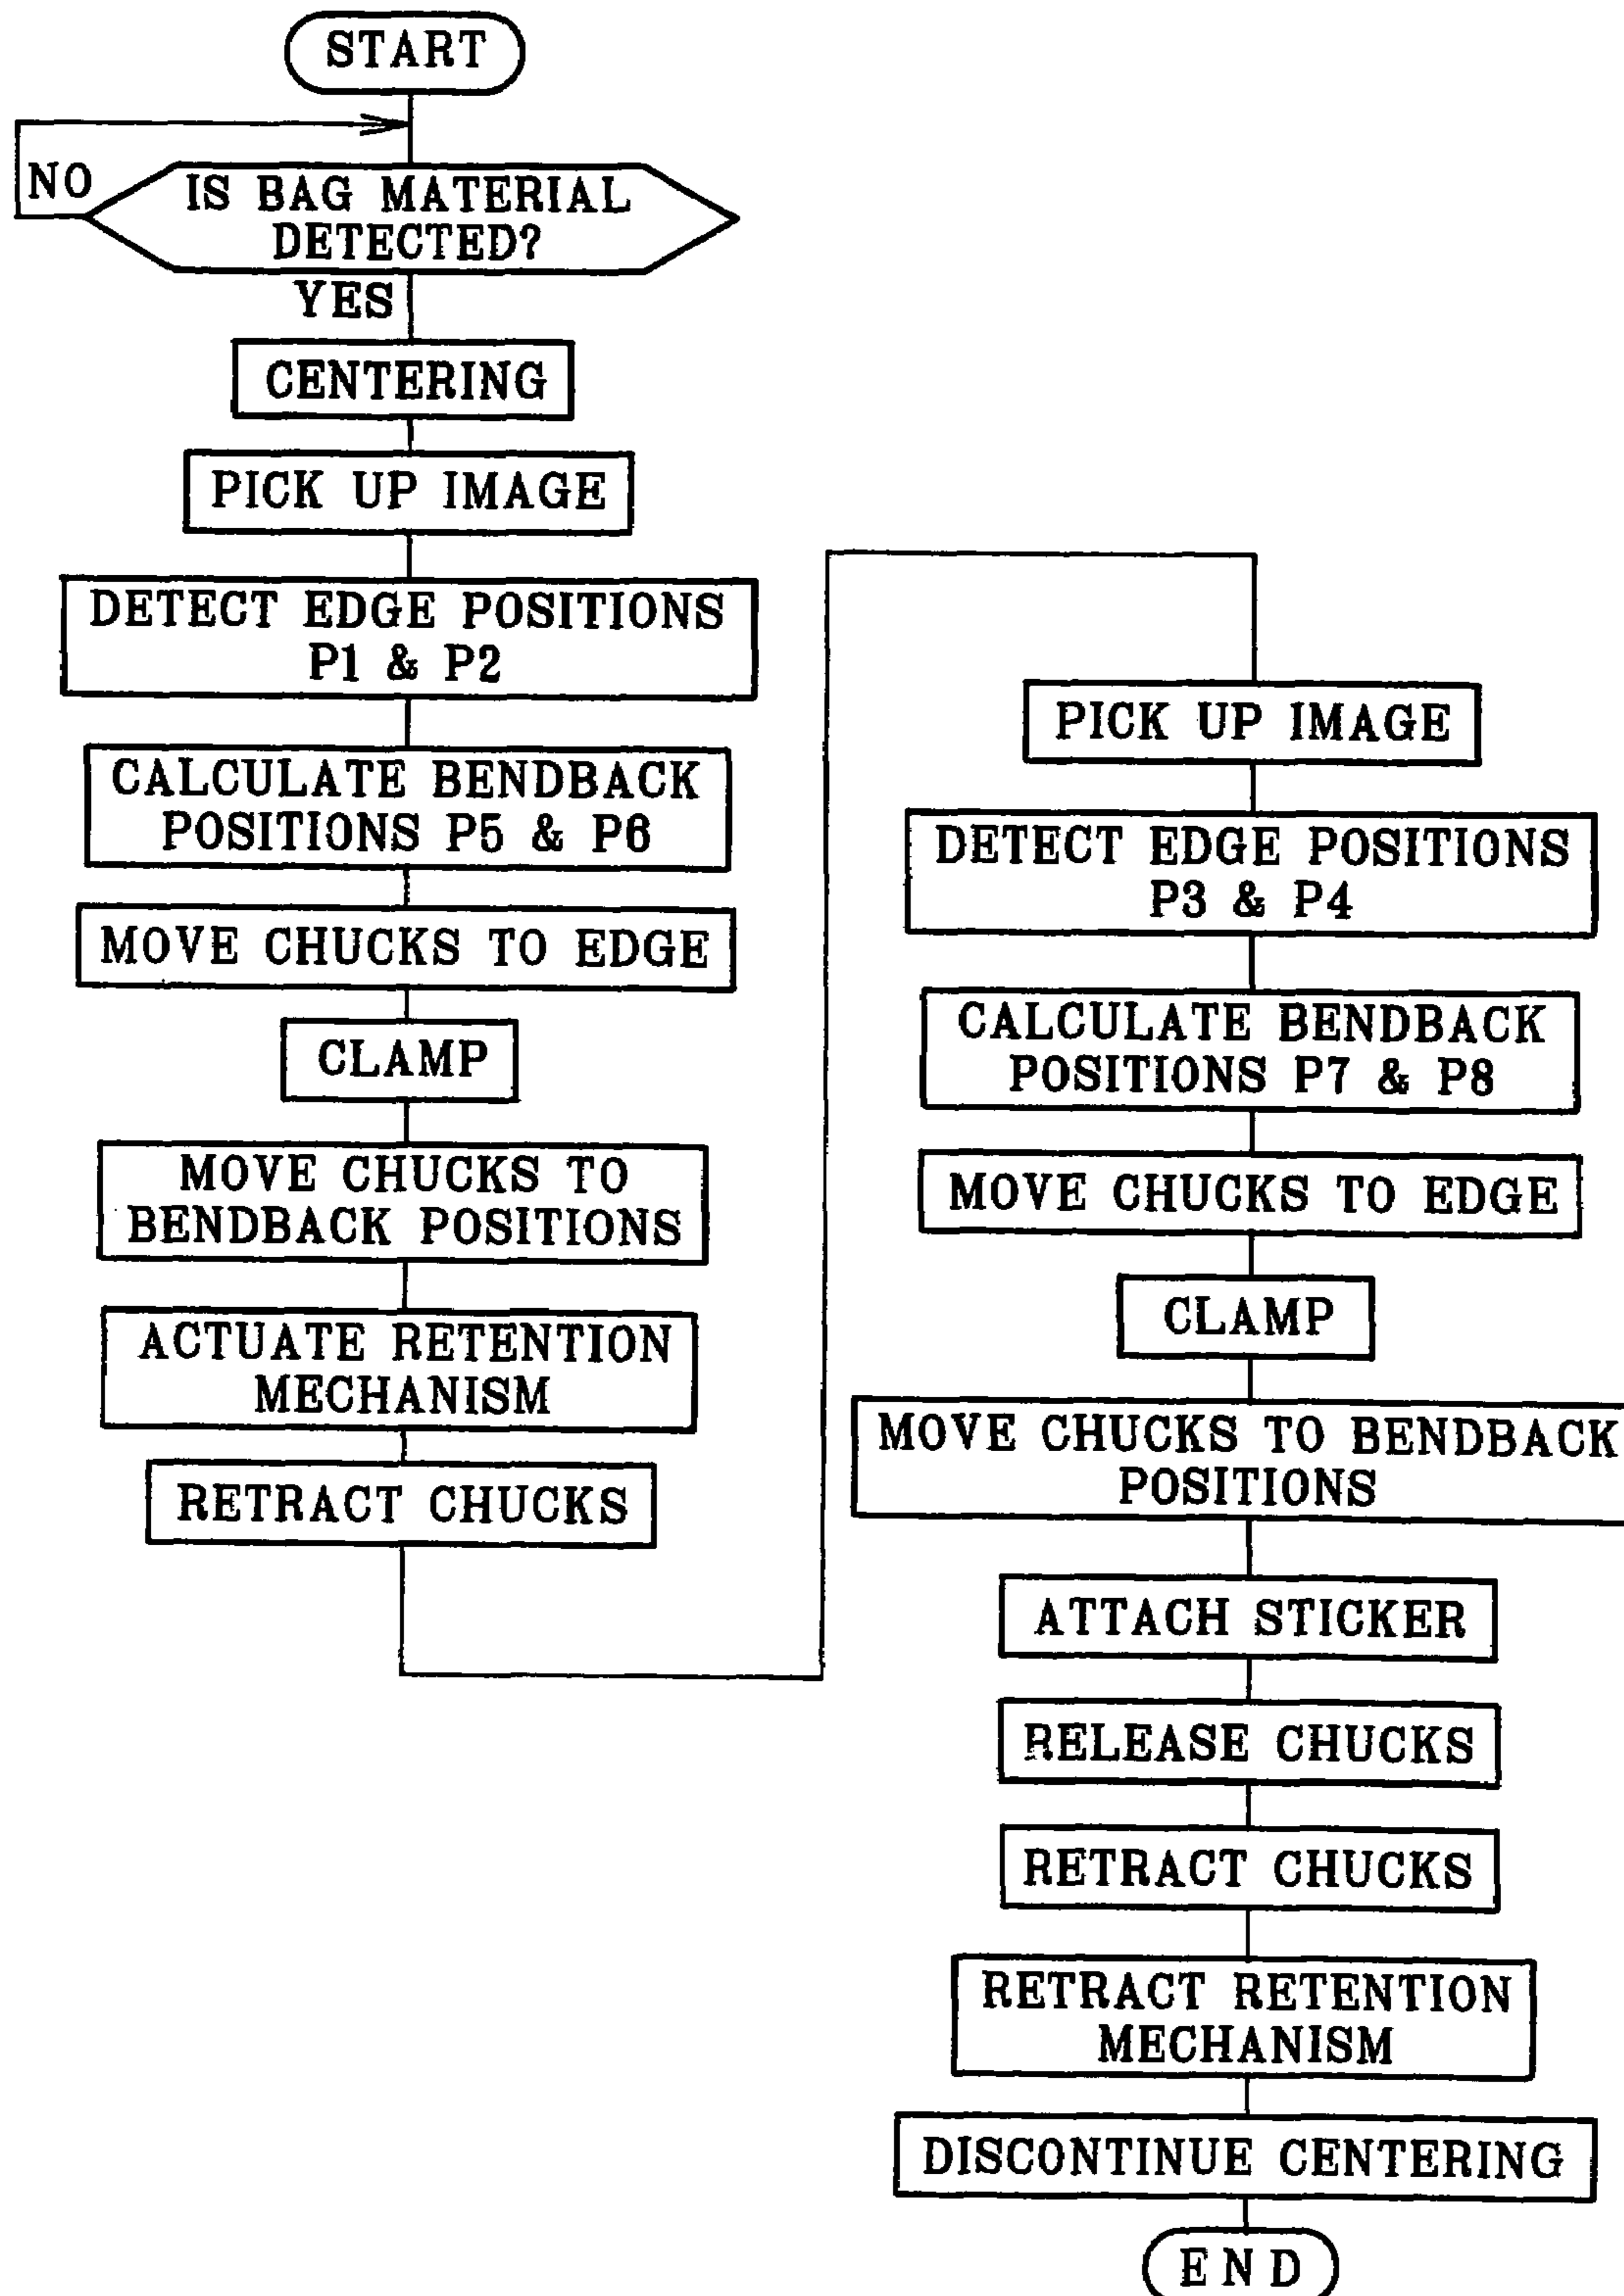 START
NO
IS BAG MATERIAL
DETECTED?
YES
CENTERING
PICK UP IMAGE
DETECT EDGE POSITIONS
P1 & P2
CALCULATE BENDBACK
POSITIONS P5 & P6
MOVE CHUCKS TO EDGE
CLAMP
MOVE CHUCKS TO
BENDBACK POSITIONS
ACTUATE RETENTION
MECHANISM
RETRACT CHUCKS
PICK UP IMAGE
DETECT EDGE POSITIONS
P3 & P4
CALCULATE BENDBACK
POSITIONS P7 & P8
MOVE CHUCKS TO EDGE
CLAMP
MOVE CHUCKS TO BENDBACK
POSITIONS
ATTACH STICKER
RELEASE CHUCKS
RETRACT CHUCKS
RETRACT RETENTION
MECHANISM
DISCONTINUE CENTERING
END